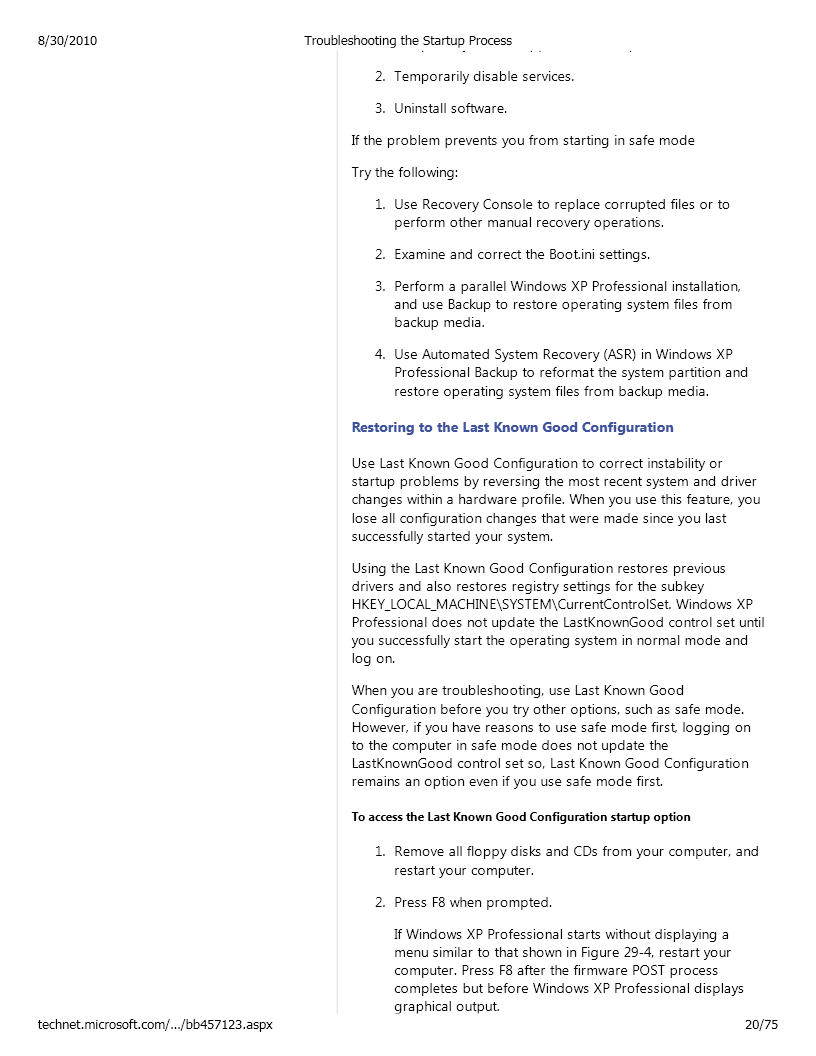 8/30/2010 Troubleshooting the Startup Process
2. Temporarily disable services.
3. Uninstall software.
If the problem prevents you from starting in safe mode
Try the following:
1. Use Recovery Console to replace corrupted files or to
perform other manual recovery operations.
2. Examine and correct the Boot.ini settings.
3. Perform a parallel Windows XP Professional installation,
and use Backup to restore operating system files from
backup media.
4. Use Automated System Recovery (ASR) in Windows XP
Professional Backup to reformat the system partition and
restore operating system files from backup media.
Restoring to the Last Known Good Configuration
Use Last Known Good Configuration to correct instability or
startup problems by reversing the most recent system and driver
changes within a hardware profile. When you use this feature, you
lose all configuration changes that were made since you last
successfully started your system.
Using the Last Known Good Configuration restores previous
drivers and also restores registry settings for the subkey
HKEY_LOCAL_MACHINE\SYSTEM\CurrentControlSet. Windows XP
Professional does not update the LastKnownGood control set until
you successfully start the operating system in normal mode and
log on.
When you are troubleshooting, use Last Known Good
Configuration before you try other options, such as safe mode.
However, if you have reasons to use safe mode first, logging on
to the computer in safe mode does not update the
LastKnownGood control set so, Last Known Good Configuration
remains an option even if you use safe mode first.
To access the Last Known Good Configuration startup option
1. Remove all floppy disks and CDs from your computer, and
restart your computer.
2. Press F8 when prompted.
If Windows XP Professional starts without displaying a
menu similar to that shown in Figure 29-4, restart your
computer. Press F8 after the firmware POST process
completes but before Windows XP Professional displays
graphical output.
technet.microsoft.com/.../bb457123.aspx 20/75